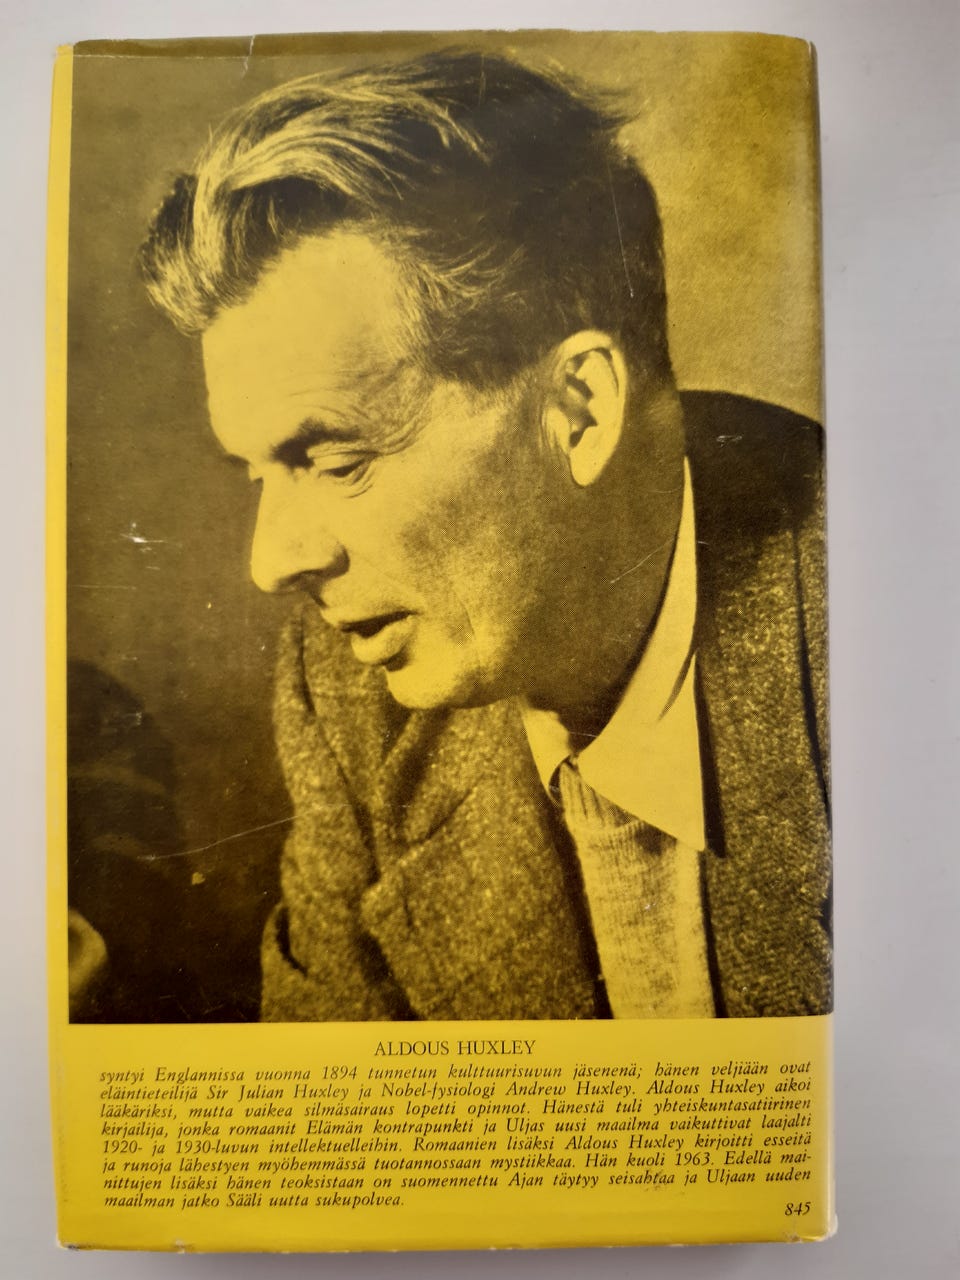 ALDOUS HUXLEY
syntyi Englannissa vuonna 1894 tunnetun kulttuurisuvun jäsenenä; hänen veljiään ovat
eläintieteilijä Sir Julian Huxley ja Nobel-fysiologi Andrew Huxley. Aldous Huxley aikoi
lääkäriksi, mutta vaikea silmäsairaus lopetti opinnot. Hänestä tuli yhteiskuntasatiirinen
kirjailija, jonka romaanit Elämän kontrapunkti ja Uljas uusi maailma vaikuttivat laajalti
1920- ja 1930-luvun intellektuelleihin. Romaanien lisäksi Aldous Huxley kirjoitti esseitä
ja runoja lähestyen myöhemmässä tuotannossaan mystiikkaa. Hän kuoli 1963. Edellä mai-
nittujen lisäksi hänen teoksistaan on suomennettu Ajan täytyy seisahtaa ja Uljaan uuden
maailman jatko Sääli uutta sukupolvea.
845